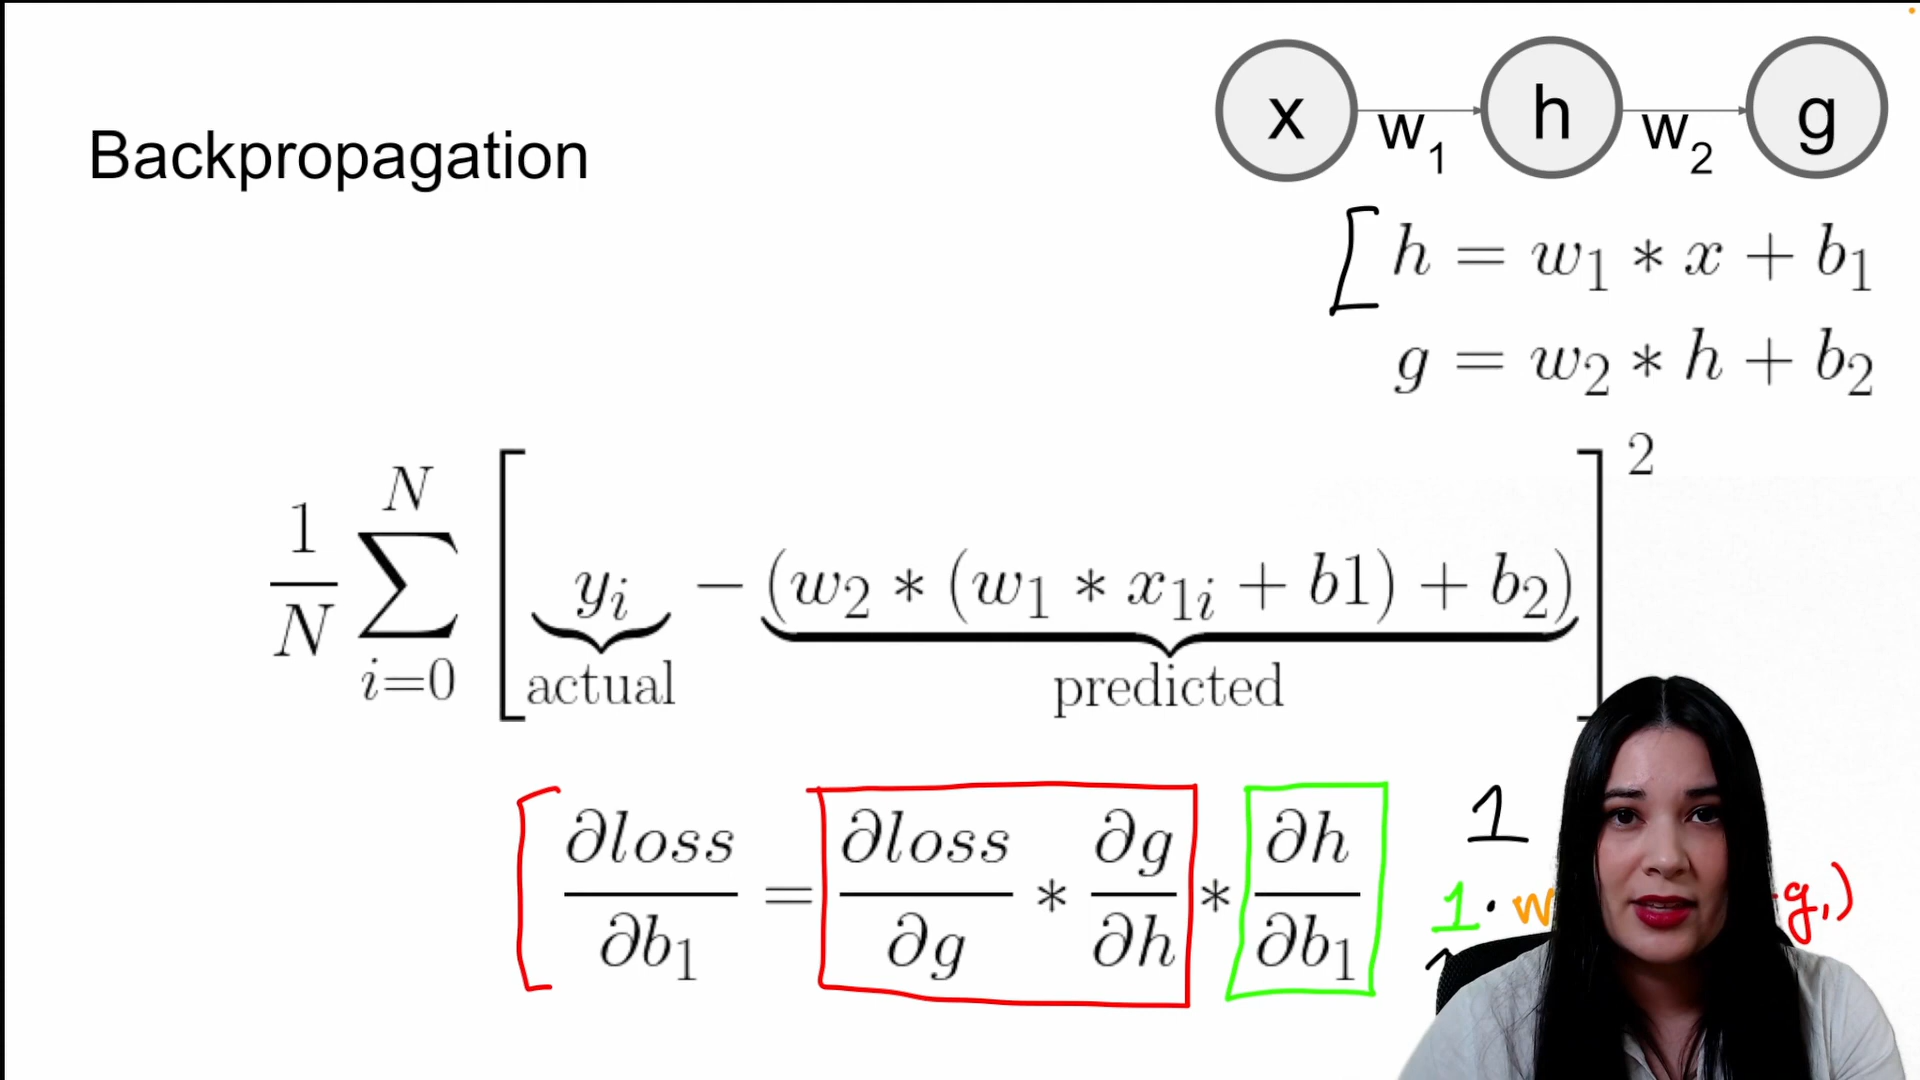 x w₁ h w₂ g
Backpropagation
h = w₁ * x + b₁
g = w₂ * h + b₂
1/N ∑_{i=0}^{N} [yᵢ − (w₂ * (w₁ * x₁ᵢ + b1) + b₂)]²
actual predicted
∂loss/∂b₁ = ∂loss/∂g * ∂g/∂h * ∂h/∂b₁
1
1 · w g,)